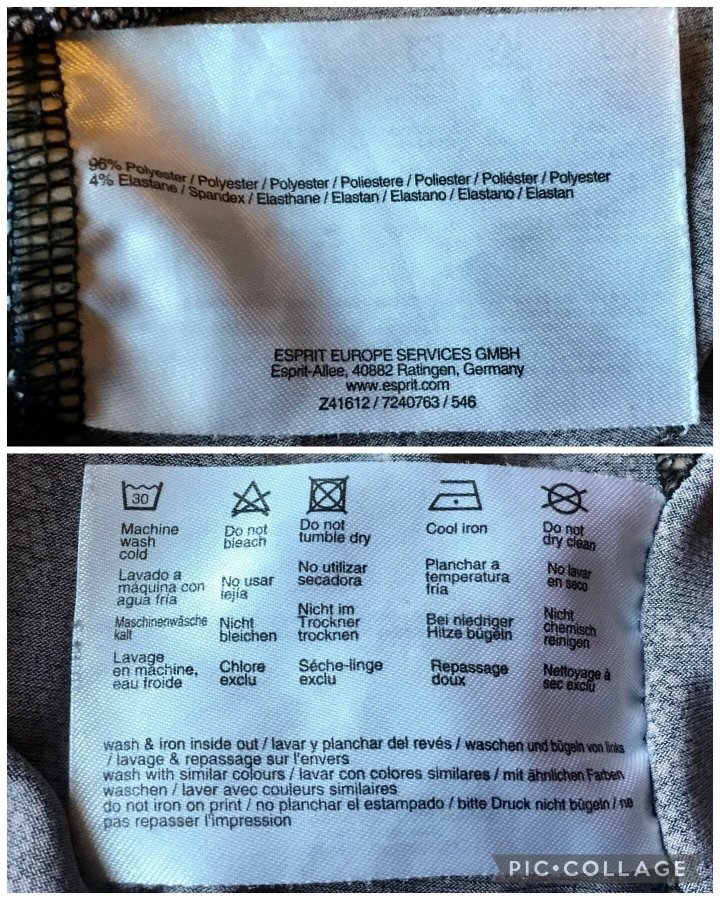 96% Polyester / Polyester / Polyester / Poliestere / Poliester / Poliéster / Polyester
4% Elastane / Spandex / Elasthane / Elastan / Elastano / Elastano / Elastan
ESPRIT EUROPE SERVICES GMBH
Esprit-Allee, 40882 Ratingen, Germany
www.esprit.com
Z41612 / 7240763 / 546
30
Machine
wash
cold
Do not
bleach
Do not
tumble dry
Cool iron
Do not
dry clean
Lavado a
máquina con
agua fría
No usar
lejía
No utilizar
secadora
Planchar a
temperatura
fría
No lavar
en seco
Maschinenwäsche
kalt
Nicht
bleichen
Nicht im
Trockner
trocknen
Bei niedriger
Hitze bügeln
Nicht
chemisch
reinigen
Lavage
en machine,
eau froide
Chlore
exclu
Séche-linge
exclu
Repassage
doux
Nettoyage à
sec exclu
wash & iron inside out / lavar y planchar del revés / waschen und bügeln von links
/ lavage & repassage sur l'envers
wash with similar colours / lavar con colores similares / mit ähnlichen Farben
waschen / laver avec couleurs similaires
do not iron on print / no planchar el estampado / bitte Druck nicht bügeln / ne
pas repasser l'impression
PIC•COLLAGE